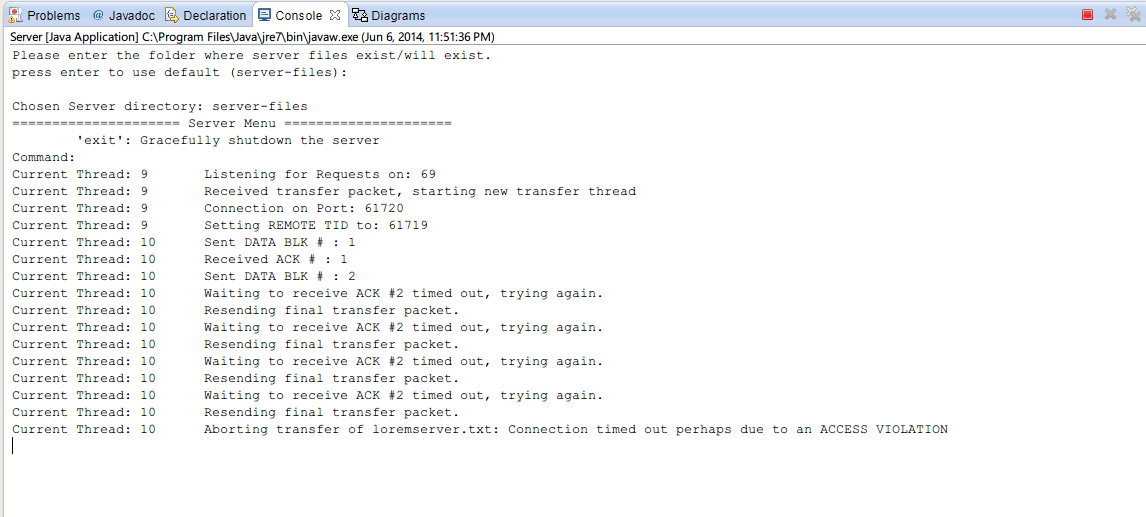 Problems @ Javadoc Declaration Console Diagrams
Server [Java Application] C:\Program Files\Java\jre7\bin\javaw.exe (Jun 6, 2014, 11:51:36 PM)
Please enter the folder where server files exist/will exist.
press enter to use default (server-files):
Chosen Server directory: server-files
===================== Server Menu =====================
'exit': Gracefully shutdown the server
Command:
Current Thread: 9 Listening for Requests on: 69
Current Thread: 9 Received transfer packet, starting new transfer thread
Current Thread: 9 Connection on Port: 61720
Current Thread: 9 Setting REMOTE TID to: 61719
Current Thread: 10 Sent DATA BLK # : 1
Current Thread: 10 Received ACK # : 1
Current Thread: 10 Sent DATA BLK # : 2
Current Thread: 10 Waiting to receive ACK #2 timed out, trying again.
Current Thread: 10 Resending final transfer packet.
Current Thread: 10 Waiting to receive ACK #2 timed out, trying again.
Current Thread: 10 Resending final transfer packet.
Current Thread: 10 Waiting to receive ACK #2 timed out, trying again.
Current Thread: 10 Resending final transfer packet.
Current Thread: 10 Waiting to receive ACK #2 timed out, trying again.
Current Thread: 10 Resending final transfer packet.
Current Thread: 10 Aborting transfer of loremserver.txt: Connection timed out perhaps due to an ACCESS VIOLATION